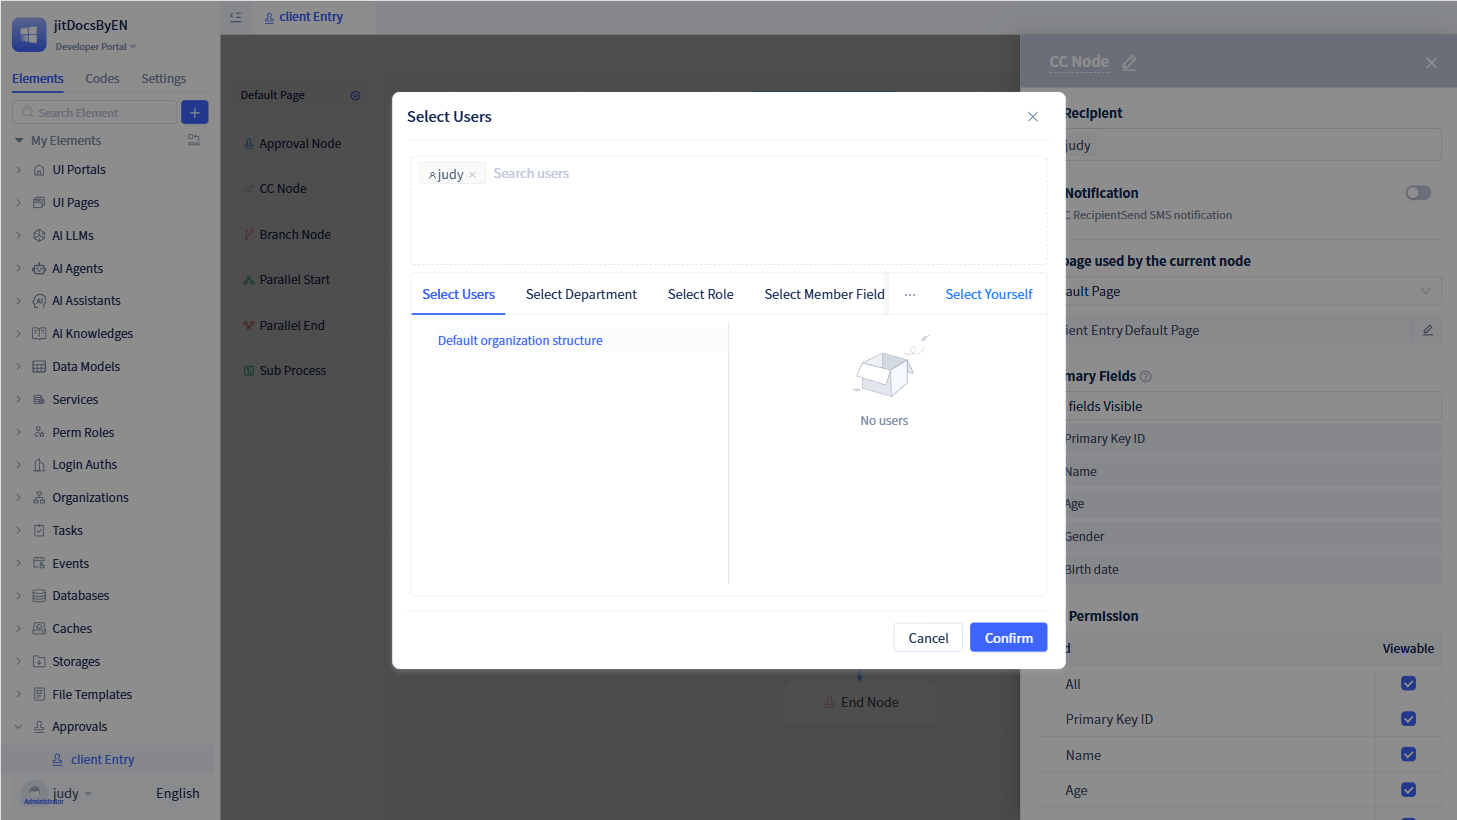 jitDocsByEN
Developer Portal
Elements
Codes
Settings
Search Element
My Elements
UI Portals
UI Pages
AI LLMs
AI Agents
AI Assistants
AI Knowledges
Data Models
Services
Perm Roles
Login Auths
Organizations
Tasks
Events
Databases
Caches
Storages
File Templates
Approvals
client Entry
judy
Administrator
English
client Entry
Default Page
Approval Node
CC Node
Branch Node
Parallel Start
Parallel End
Sub Process
End Node
Select Users
judy
Search users
Select Users
Select Department
Select Role
Select Member Field
···
Select Yourself
Default organization structure
No users
Cancel
Confirm
CC Node
Recipient
judy
Notification
C RecipientSend SMS notification
page used by the current node
ault Page
ient Entry Default Page
mary Fields
fields Visible
Primary Key ID
Name
Age
Gender
Birth date
Permission
d
Viewable
All
Primary Key ID
Name
Age